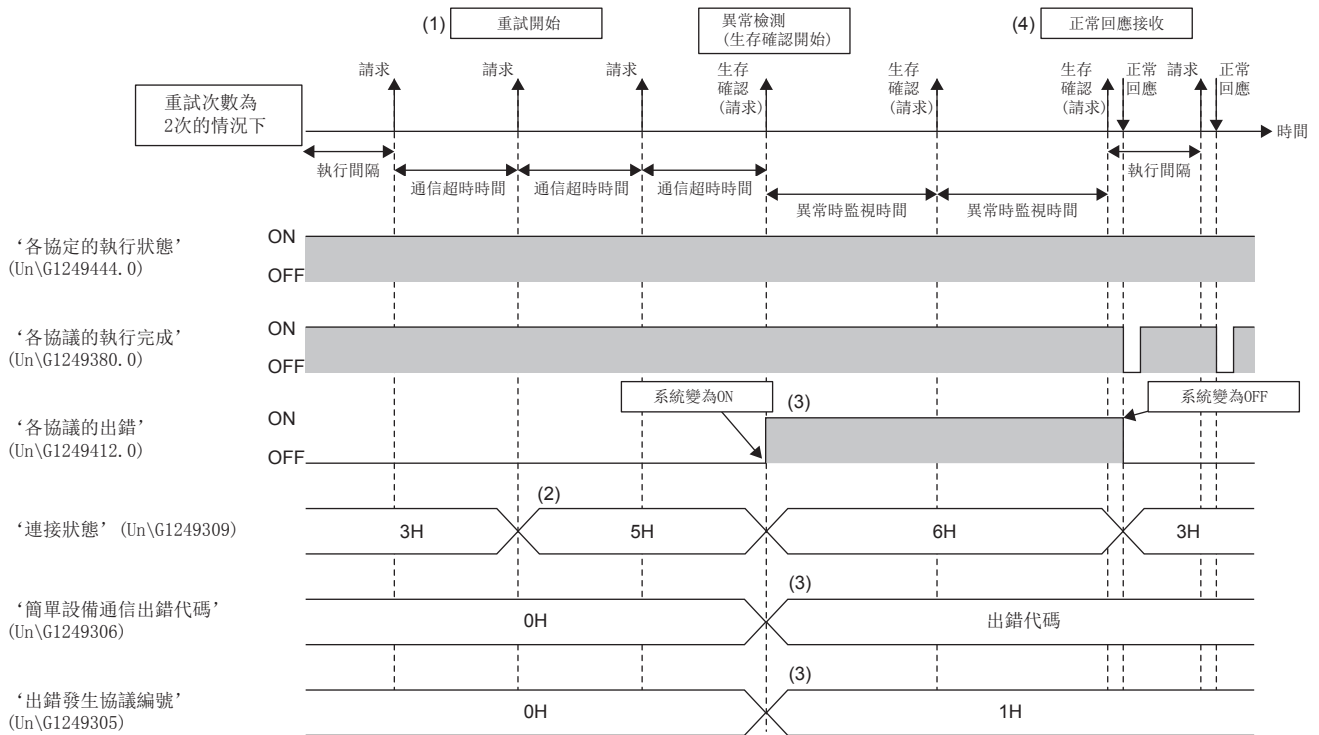 (1)
重試開始
異常檢測
(生存確認開始)
(4)
正常回應接收
請求
請求
請求
生存
確認
(請求)
生存
確認
(請求)
生存
確認
(請求)
正常
回應
請求
正常
回應
重試次數為
2次的情況下
時間
執行間隔
通信超時時間
通信超時時間
通信超時時間
異常時監視時間
異常時監視時間
執行間隔
‘各協定的執行狀態’
(Un\G1249444.0)
ON
OFF
‘各協議的執行完成’
(Un\G1249380.0)
ON
OFF
系統變為ON
(3)
系統變為OFF
‘各協議的出錯’
(Un\G1249412.0)
ON
OFF
(2)
‘連接狀態’(Un\G1249309)
3H
5H
6H
3H
(3)
‘簡單設備通信出錯代碼’
(Un\G1249306)
0H
出錯代碼
(3)
‘出錯發生協議編號’
(Un\G1249305)
0H
1H